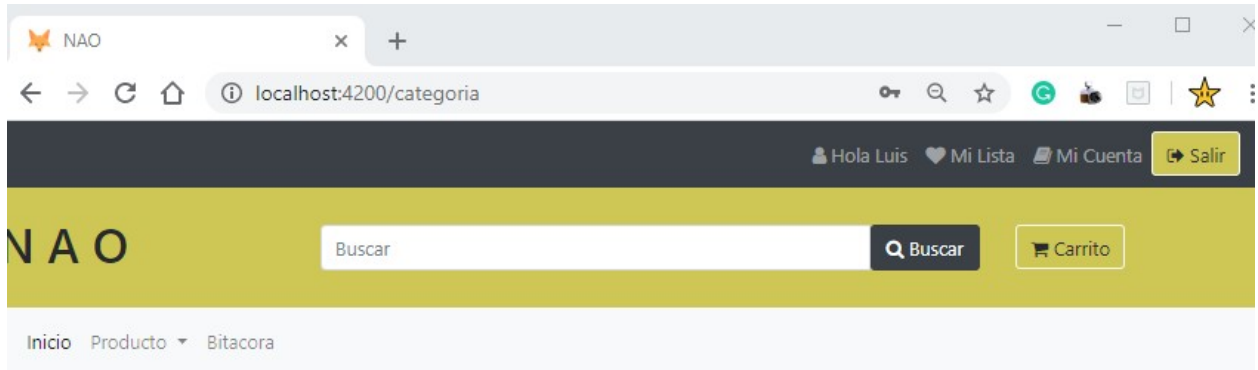 NAO
localhost:4200/categoria
Hola Luis Mi Lista Mi Cuenta Salir
N A O Buscar Buscar Carrito
Inicio Producto Bitacora